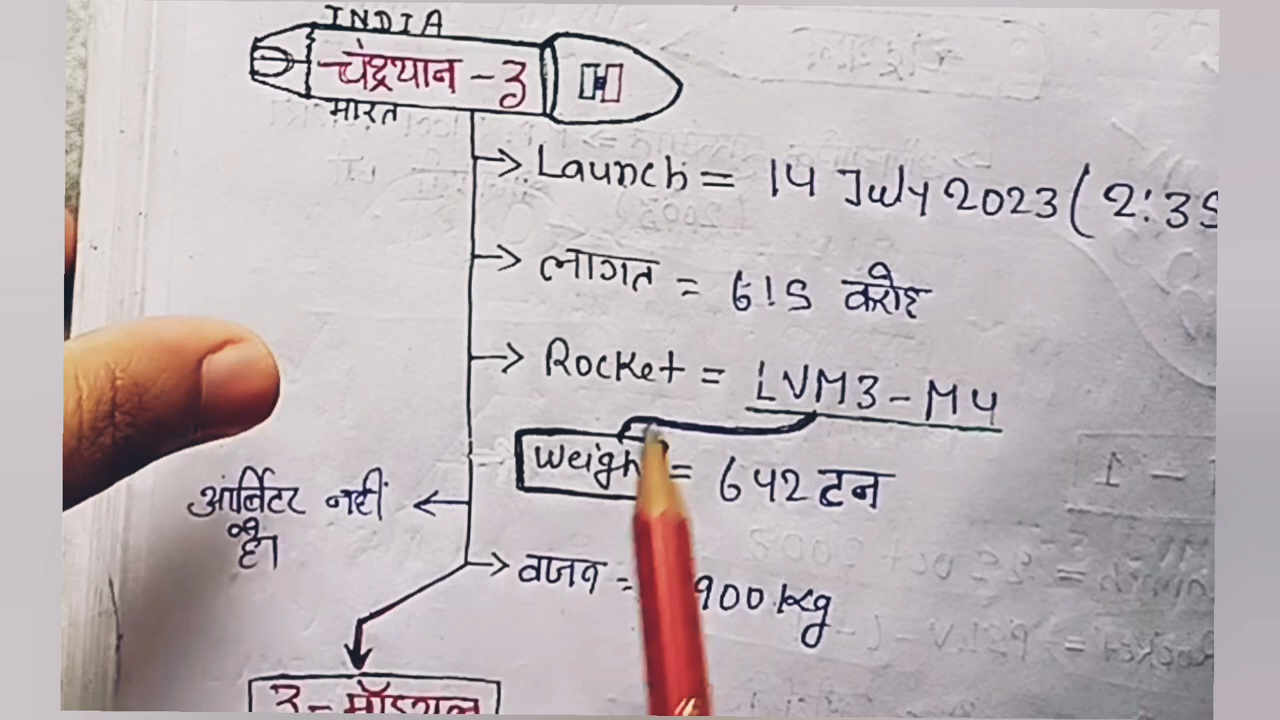 INDIA
चंद्रयान - 3
भारत
Launch = 14 July 2023 ( 2:35
लागत = 615 करोड़
Rocket = LVM3 - M4
Weight = 642 टन
ऑर्बिटर नहीं
है।
वजन = 900 kg
3 - मॉड्यूल